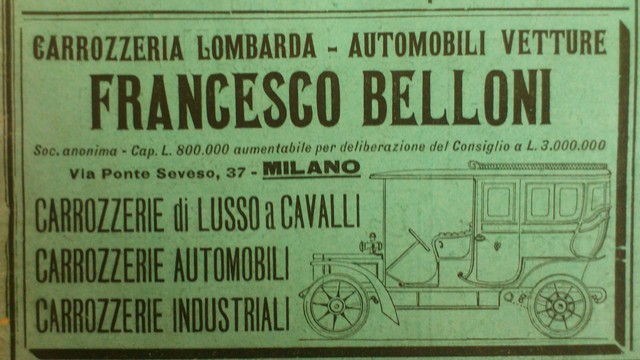 CARROZZERIA LOMBARDA - AUTOMOBILI VETTURE
FRANCESCO BELLONI
Soc. anonima - Cap. L. 800.000 aumentabile per deliberazione del Consiglio a L. 3.000.000
Via Ponte Seveso, 37 - MILANO
CARROZZERIE di LUSSO a CAVALLI
CARROZZERIE AUTOMOBILI
CARROZZERIE INDUSTRIALI